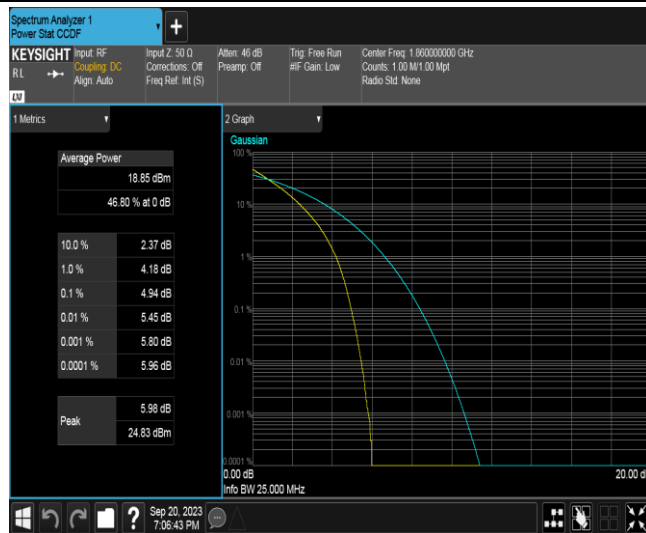 Spectrum Analyzer 1
Power Stat CCDF
+
KEYSIGHT
RL
Input: RF
Coupling: DC
Align: Auto
Input Z: 50 Ω
Corrections: Off
Freq Ref: Int (S)
Atten: 46 dB
Preamp: Off
Trig: Free Run
#IF Gain: Low
Center Freq: 1.860000000 GHz
Counts: 1.00 M/1.00 Mpt
Radio Std: None
1 Metrics
Average Power
18.85 dBm
46.80 % at 0 dB
10.0 % 2.37 dB
1.0 % 4.18 dB
0.1 % 4.94 dB
0.01 % 5.45 dB
0.001 % 5.80 dB
0.0001 % 5.96 dB
Peak
5.98 dB
24.83 dBm
2 Graph
Gaussian
100 %
10 %
1 %
0.1 %
0.01 %
0.001 %
0.0001 %
0.00 dB
20.00 d
Info BW 25.000 MHz
?
Sep 20, 2023
7:06:43 PM